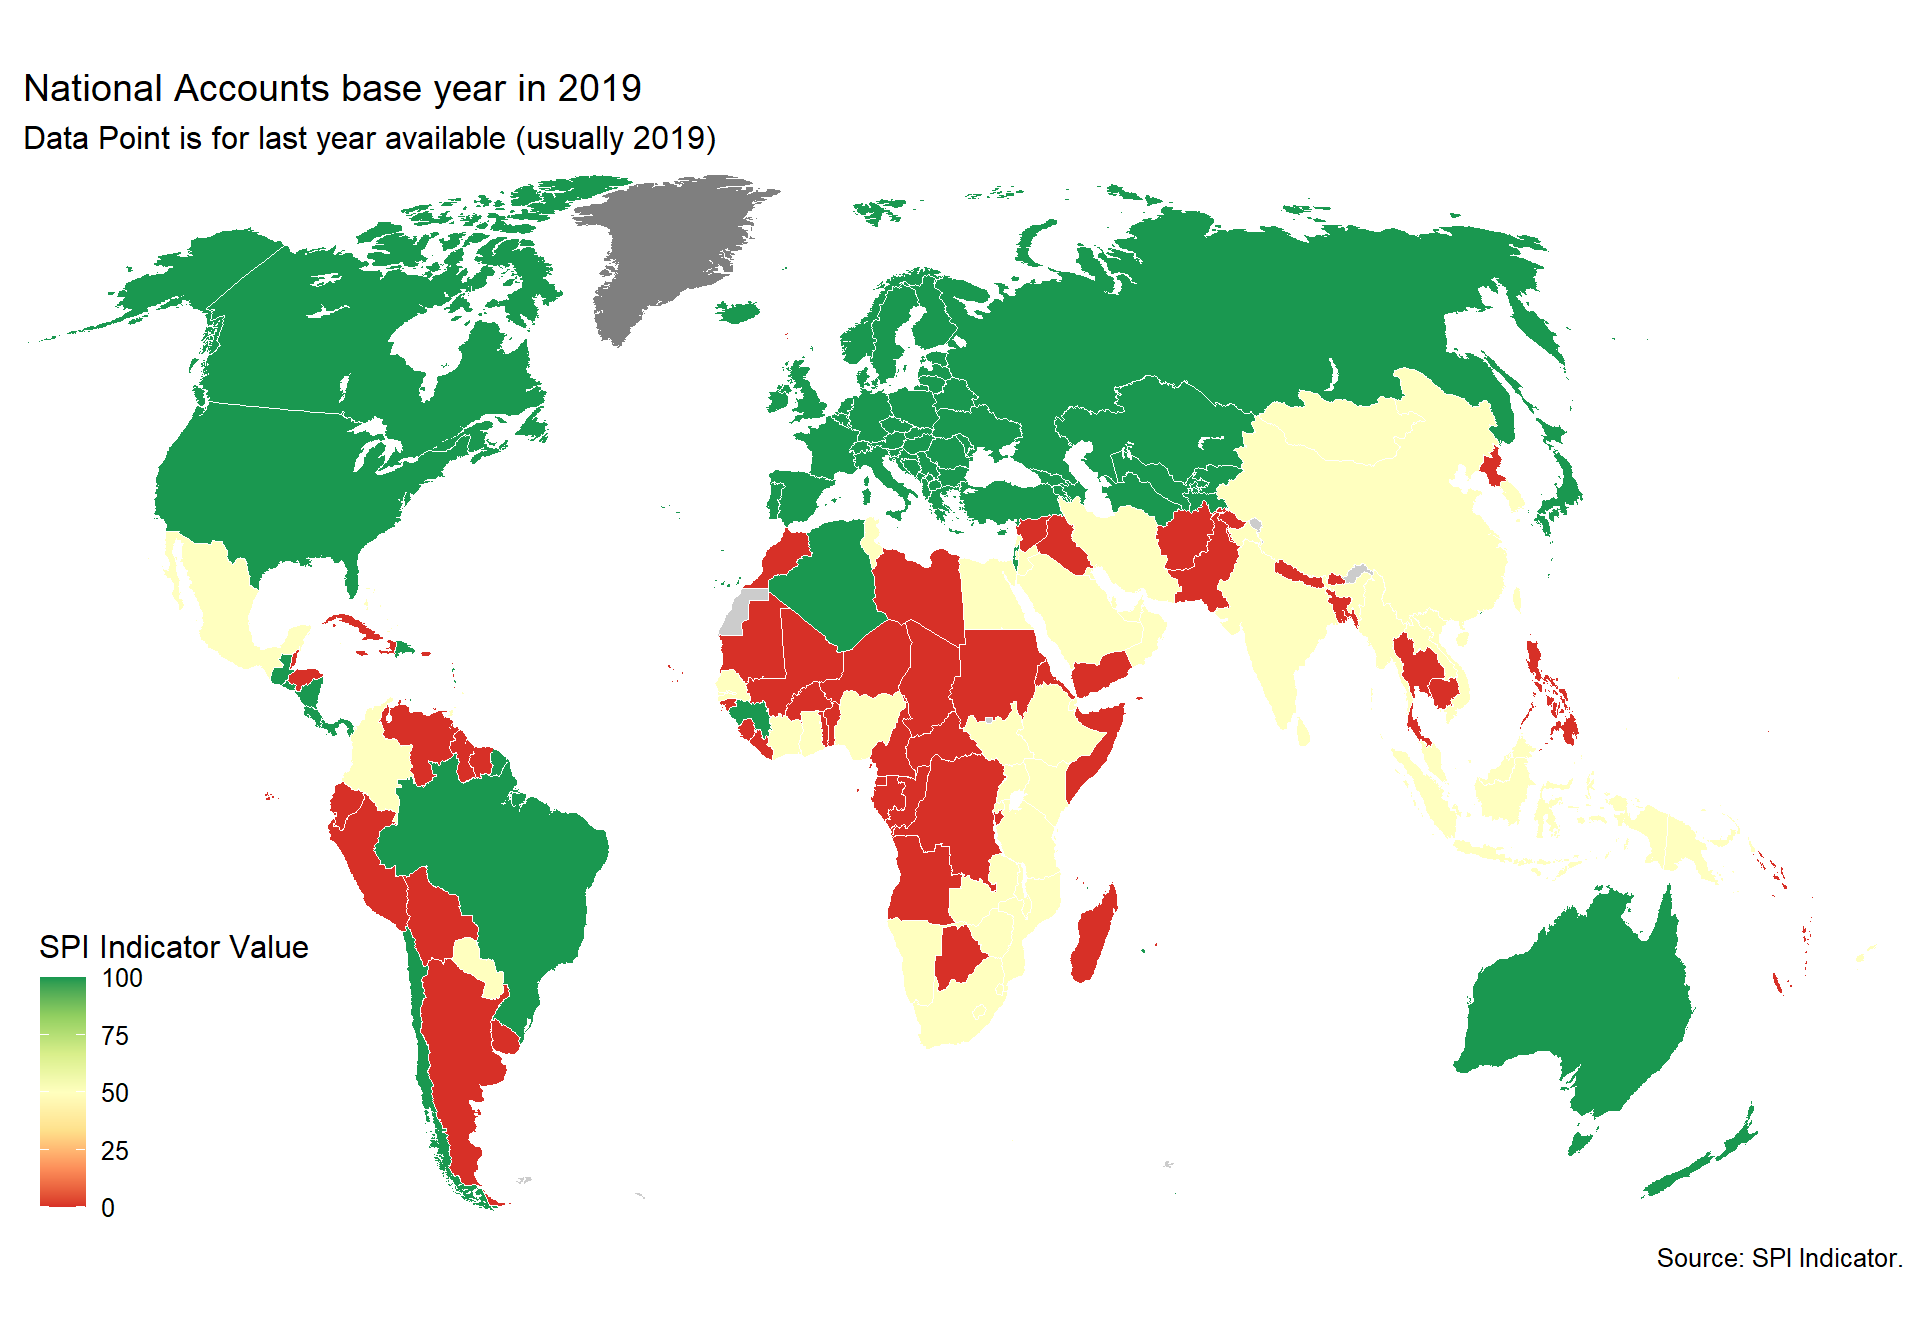 National Accounts base year in 2019
Data Point is for last year available (usually 2019)
SPI Indicator Value
100
75
50
25
0
Source: SPI Indicator.